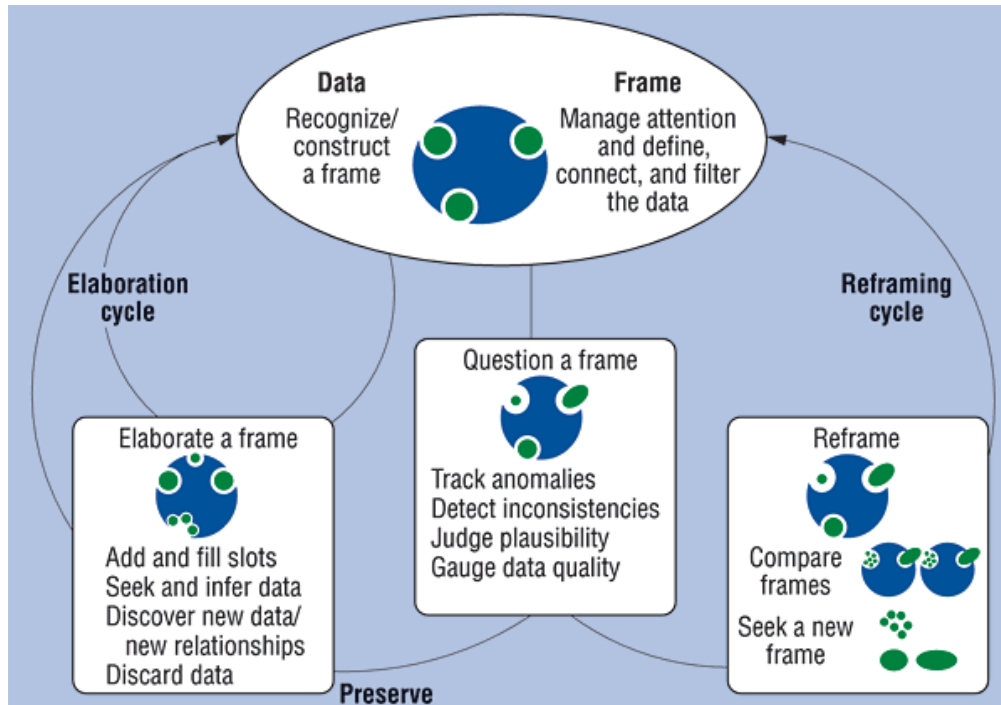 Data
Recognize/
construct
a frame
Frame
Manage attention
and define,
connect, and filter
the data
Elaboration
cycle
Reframing
cycle
Question a frame
Track anomalies
Detect inconsistencies
Judge plausibility
Gauge data quality
Elaborate a frame
Add and fill slots
Seek and infer data
Discover new data/
new relationships
Discard data
Reframe
Compare
frames
Seek a new
frame
Preserve